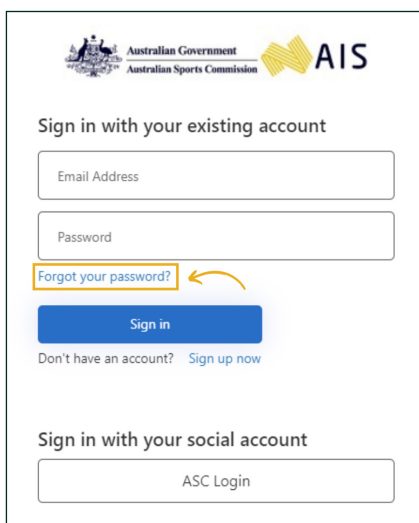 Australian Government
Australian Sports Commission
AIS
Sign in with your existing account
Email Address
Password
Forgot your password?
Sign in
Don't have an account? Sign up now
Sign in with your social account
ASC Login